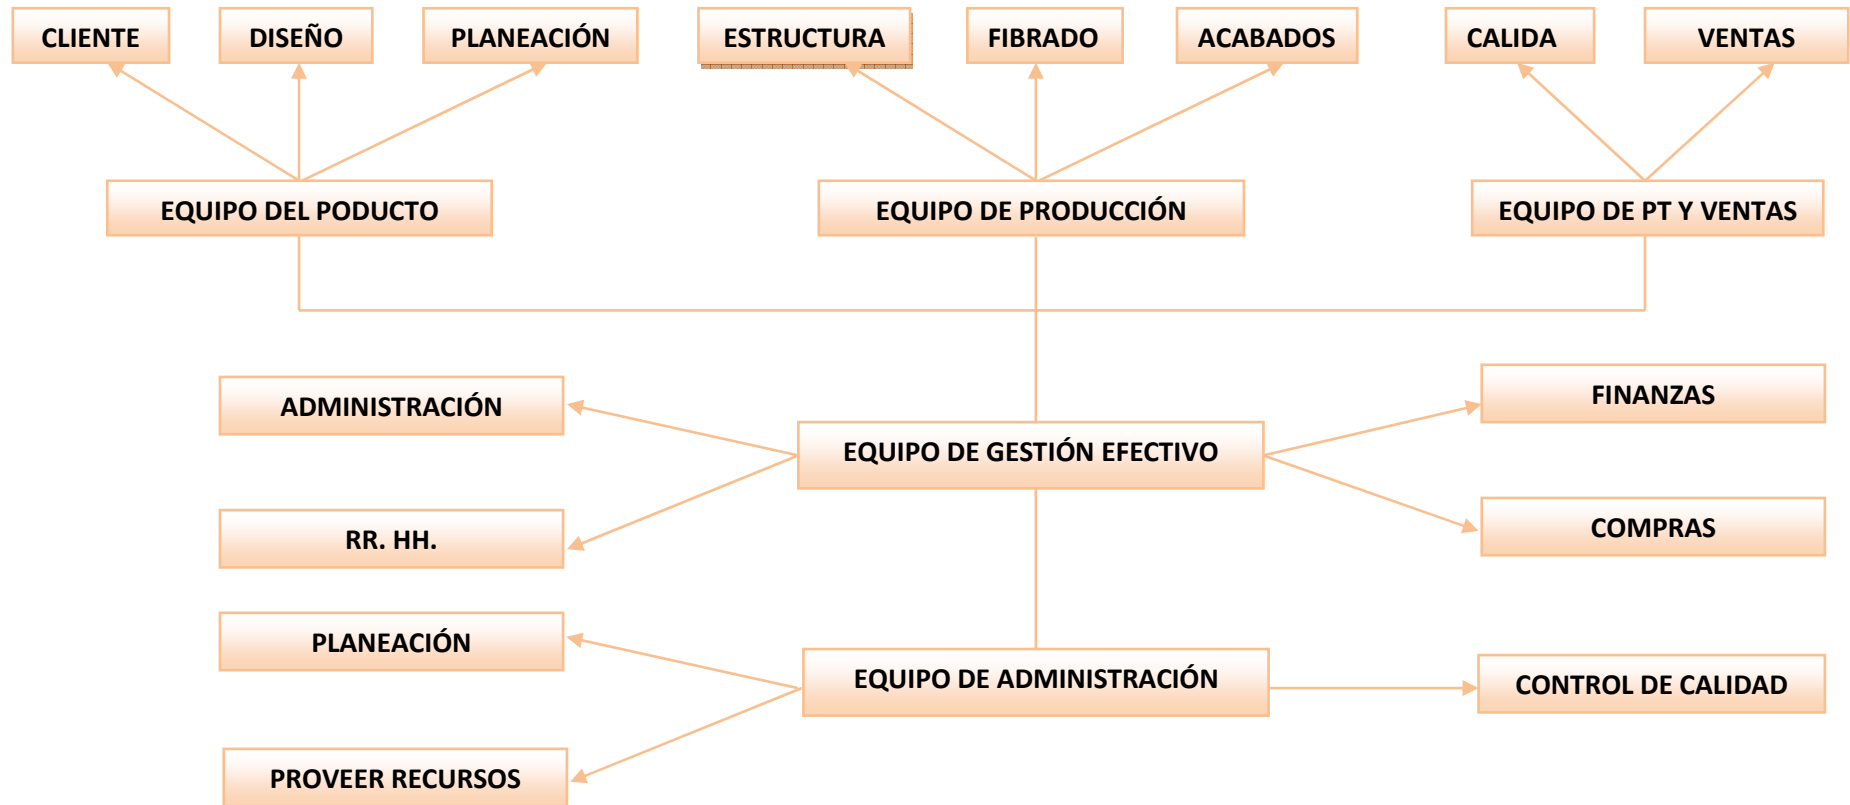 CLIENTE
DISEÑO
PLANEACIÓN
ESTRUCTURA
FIBRADO
ACABADOS
CALIDA
VENTAS
EQUIPO DEL PODUCTO
EQUIPO DE PRODUCCIÓN
EQUIPO DE PT Y VENTAS
ADMINISTRACIÓN
FINANZAS
EQUIPO DE GESTIÓN EFECTIVO
RR. HH.
COMPRAS
PLANEACIÓN
EQUIPO DE ADMINISTRACIÓN
CONTROL DE CALIDAD
PROVEER RECURSOS